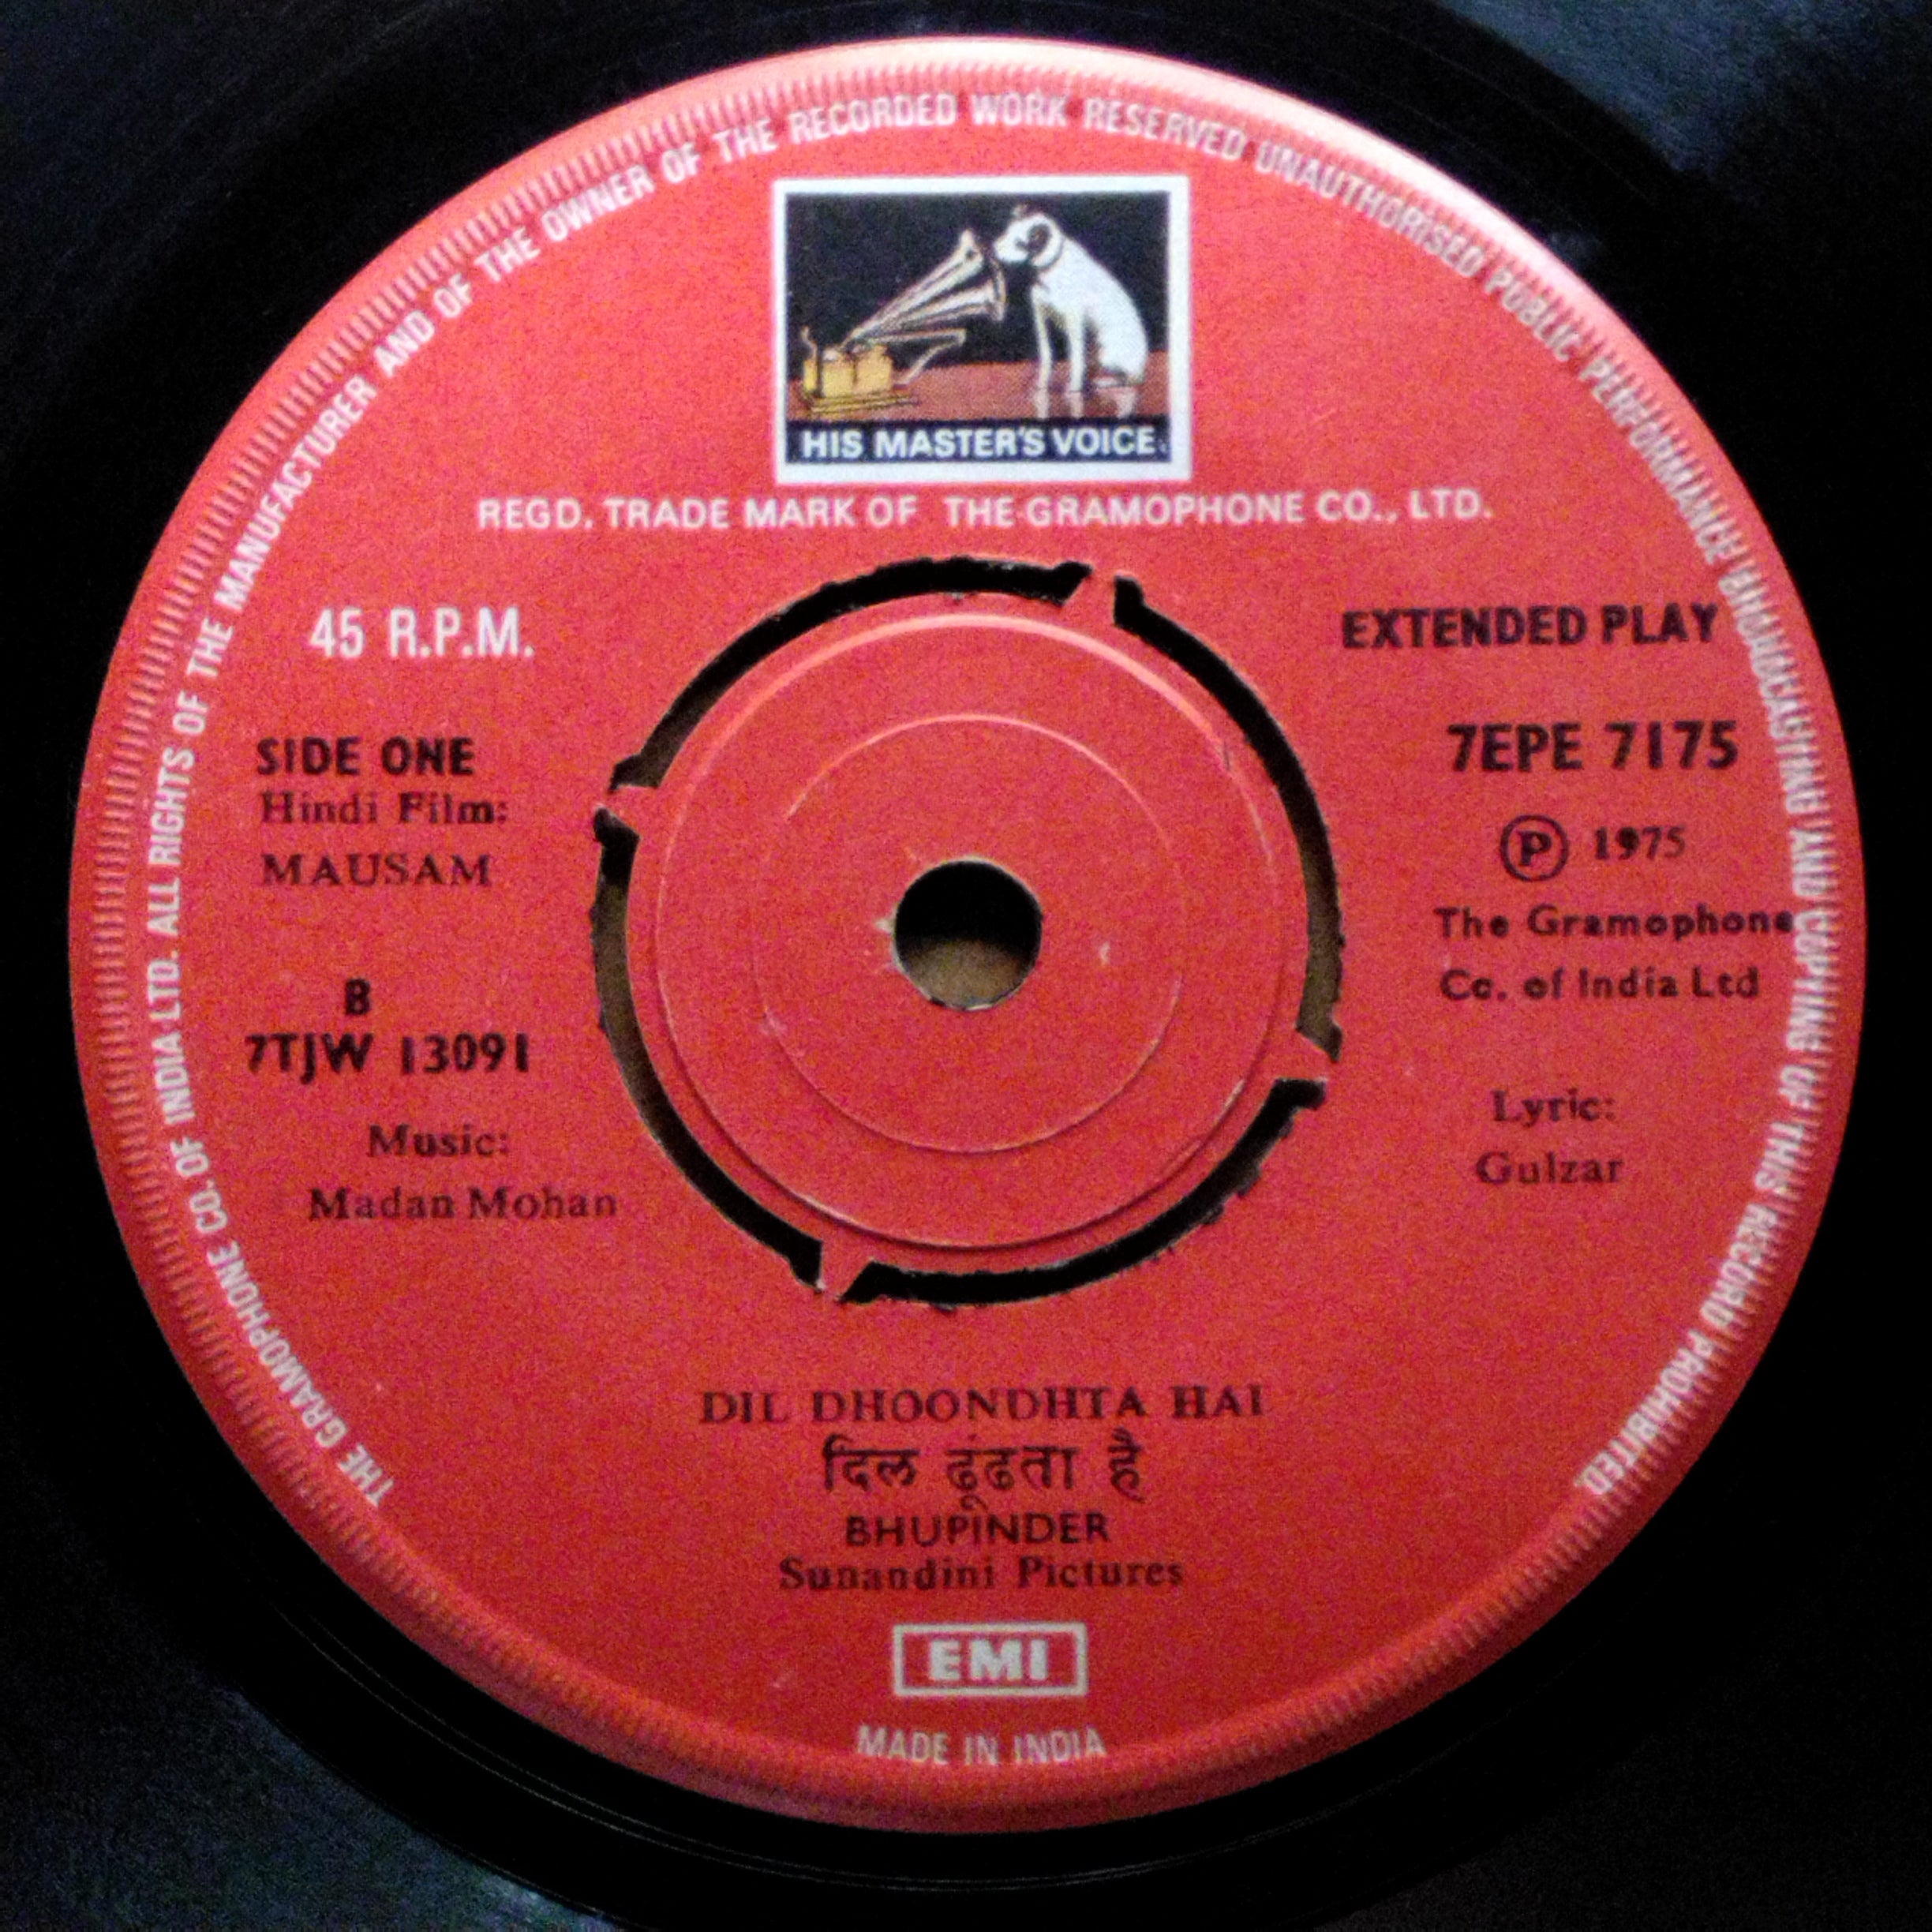 THE GRAMOPHONE CO. OF INDIA LTD. ALL RIGHTS OF THE MANUFACTURER AND OF THE OWNER OF THE RECORDED WORK RESERVED UNAUTHORISED PUBLIC PERFORMANCE BROADCASTING AND COPYING OF THIS RECORD PROHIBITED.
HIS MASTER'S VOICE
REGD. TRADE MARK OF THE GRAMOPHONE CO., LTD.
45 R.P.M.
EXTENDED PLAY
SIDE ONE
Hindi Film:
MAUSAM
7EPE 7175
Ⓟ 1975
The Gramophone
Co. of India Ltd
B
7TJW 13091
Music:
Madan Mohan
Lyric:
Gulzar
DIL DHOONDHTA HAI
दिल ढूंढता है
BHUPINDER
Sunandini Pictures
EMI
MADE IN INDIA